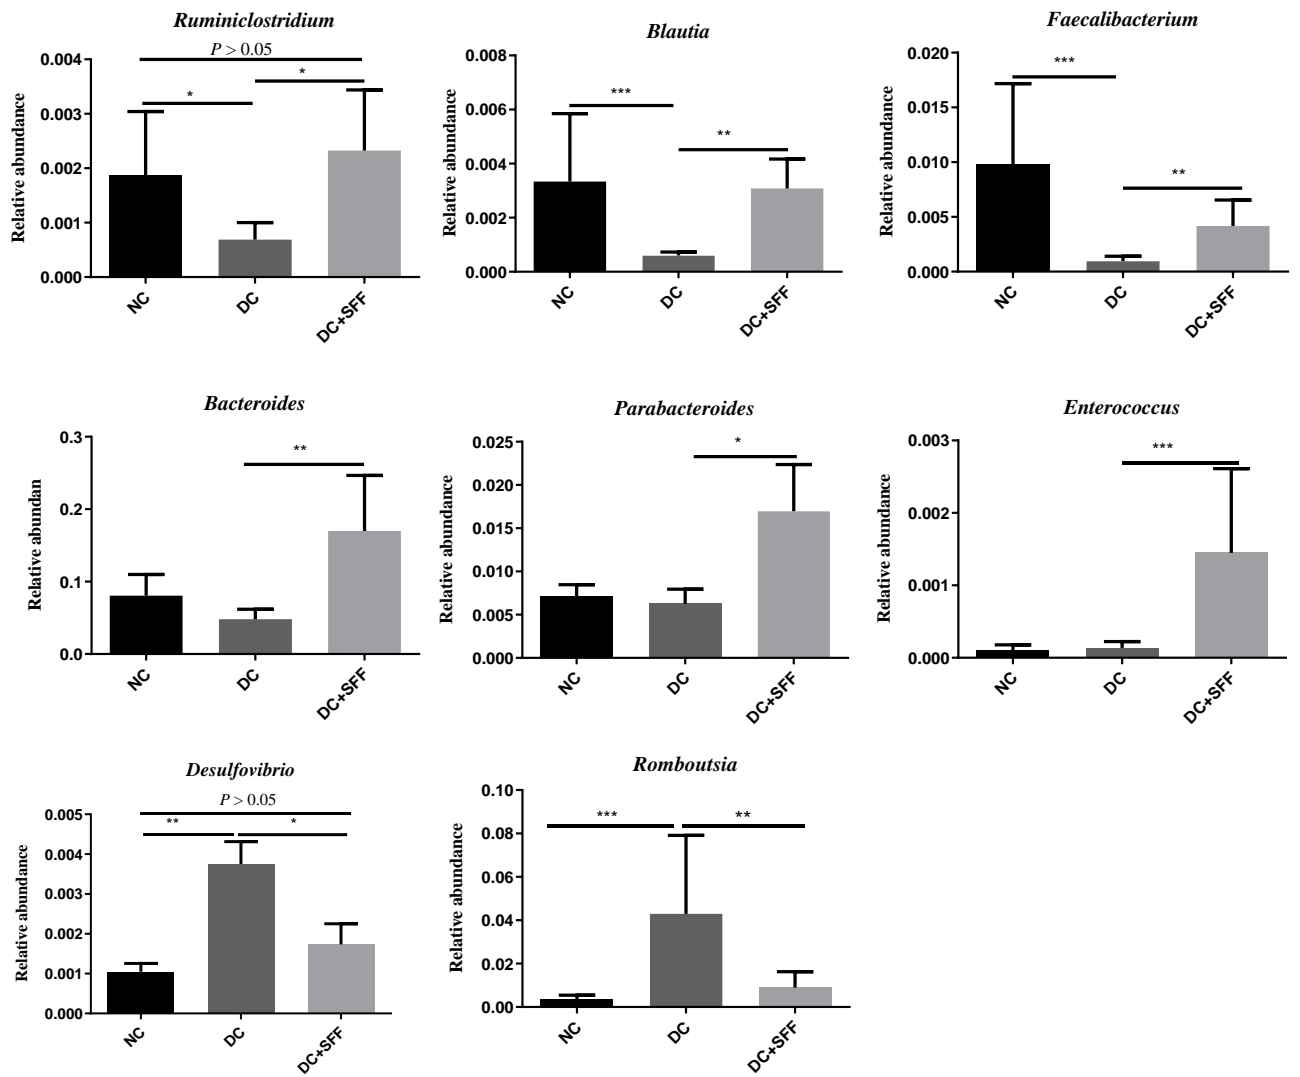 Ruminiclostridium
P > 0.05
*
*
Relative abundance
0.004
0.003
0.002
0.001
0.000
NC
DC
DC+SFF
Blautia
***
**
Relative abundance
0.008
0.006
0.004
0.002
0.000
NC
DC
DC+SFF
Faecalibacterium
***
**
Relative abundance
0.020
0.015
0.010
0.005
0.000
NC
DC
DC+SFF
Bacteroides
**
Relative abundan
0.3
0.2
0.1
0.0
NC
DC
DC+SFF
Parabacteroides
*
Relative abundance
0.025
0.020
0.015
0.010
0.005
0.000
NC
DC
DC+SFF
Enterococcus
***
Relative abundance
0.003
0.002
0.001
0.000
NC
DC
DC+SFF
Desulfovibrio
P > 0.05
**
*
Relative abundance
0.005
0.004
0.003
0.002
0.001
0.000
NC
DC
DC+SFF
Romboutsia
***
**
Relative abundance
0.10
0.08
0.06
0.04
0.02
0.00
NC
DC
DC+SFF